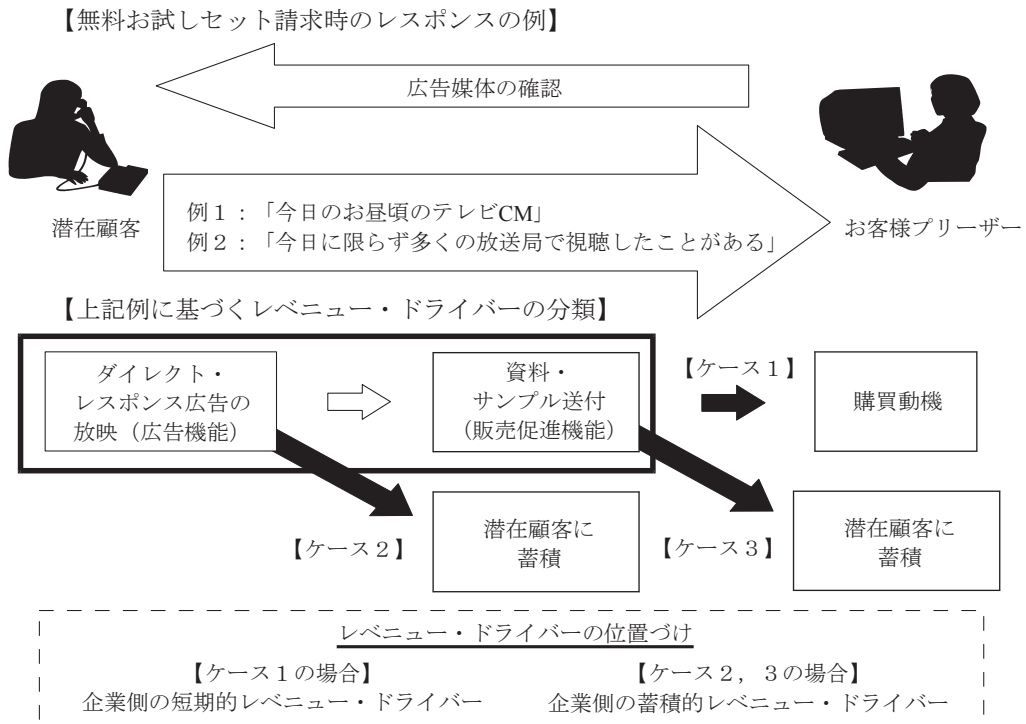 【無料お試しセット請求時のレスポンスの例】
広告媒体の確認
潜在顧客
例１：「今日のお昼頃のテレビCM」
例２：「今日に限らず多くの放送局で視聴したことがある」
お客様プリーザー
【上記例に基づくレベニュー・ドライバーの分類】
ダイレクト・
レスポンス広告の
放映（広告機能）
資料・
サンプル送付
（販売促進機能）
【ケース１】
購買動機
【ケース２】
潜在顧客に
蓄積
【ケース３】
潜在顧客に
蓄積
レベニュー・ドライバーの位置づけ
【ケース１の場合】
企業側の短期的レベニュー・ドライバー
【ケース２，３の場合】
企業側の蓄積的レベニュー・ドライバー